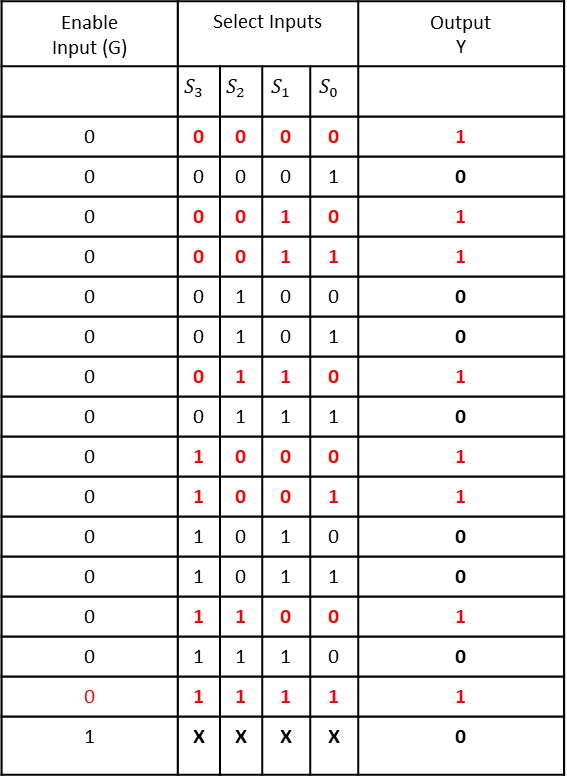 Enable Input (G) Select Inputs Output Y
S3 S2 S1 S0
0 0 0 0 0 1
0 0 0 0 1 0
0 0 0 1 0 1
0 0 0 1 1 1
0 0 1 0 0 0
0 0 1 0 1 0
0 0 1 1 0 1
0 0 1 1 1 0
0 1 0 0 0 1
0 1 0 0 1 1
0 1 0 1 0 0
0 1 0 1 1 0
0 1 1 0 0 1
0 1 1 1 0 0
0 1 1 1 1 1
1 X X X X 0